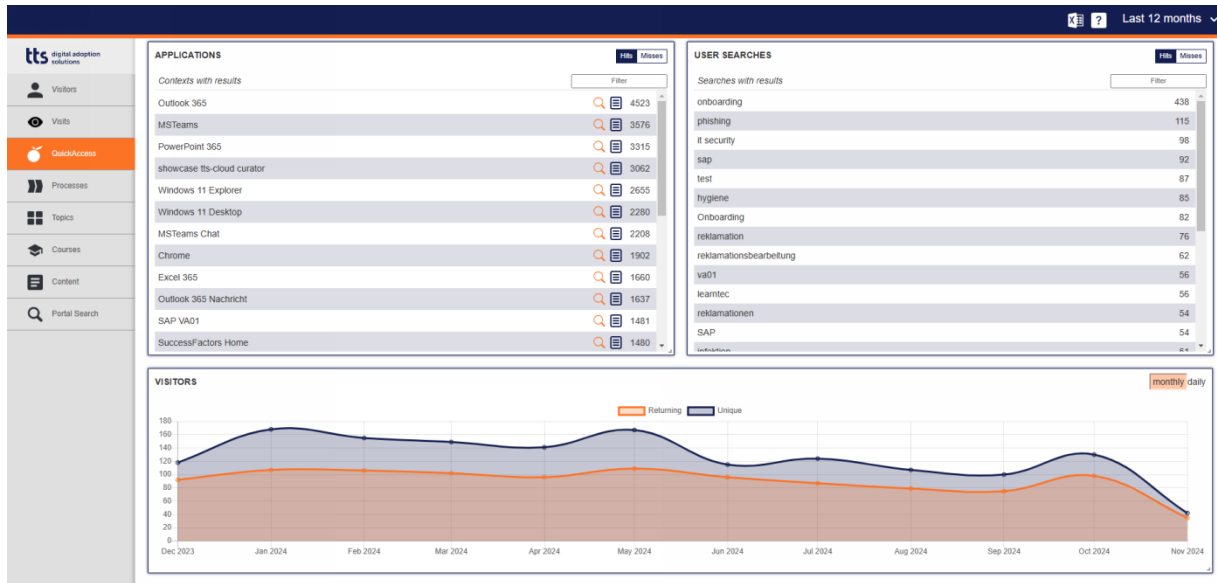 Last 12 months
tts digital adoption solutions
Visitors
Visits
QuickAccess
Processes
Topics
Courses
Content
Portal Search
APPLICATIONS
Hits Misses
Contexts with results
Filter
Outlook 365 4523
MSTeams 3576
PowerPoint 365 3315
showcase tts-cloud curator 3062
Windows 11 Explorer 2655
Windows 11 Desktop 2280
MSTeams Chat 2208
Chrome 1902
Excel 365 1660
Outlook 365 Nachricht 1637
SAP VA01 1481
SuccessFactors Home 1480
USER SEARCHES
Hits Misses
Searches with results
Filter
onboarding 438
phishing 115
it security 98
sap 92
test 87
hygiene 85
Onboarding 82
reklamation 76
reklamationsbearbeitung 62
va01 56
learntec 56
reklamationen 54
SAP 54
VISITORS
monthly daily
Returning Unique
180
160
140
120
100
80
60
40
20
0
Dec 2023 Jan 2024 Feb 2024 Mar 2024 Apr 2024 May 2024 Jun 2024 Jul 2024 Aug 2024 Sep 2024 Oct 2024 Nov 2024